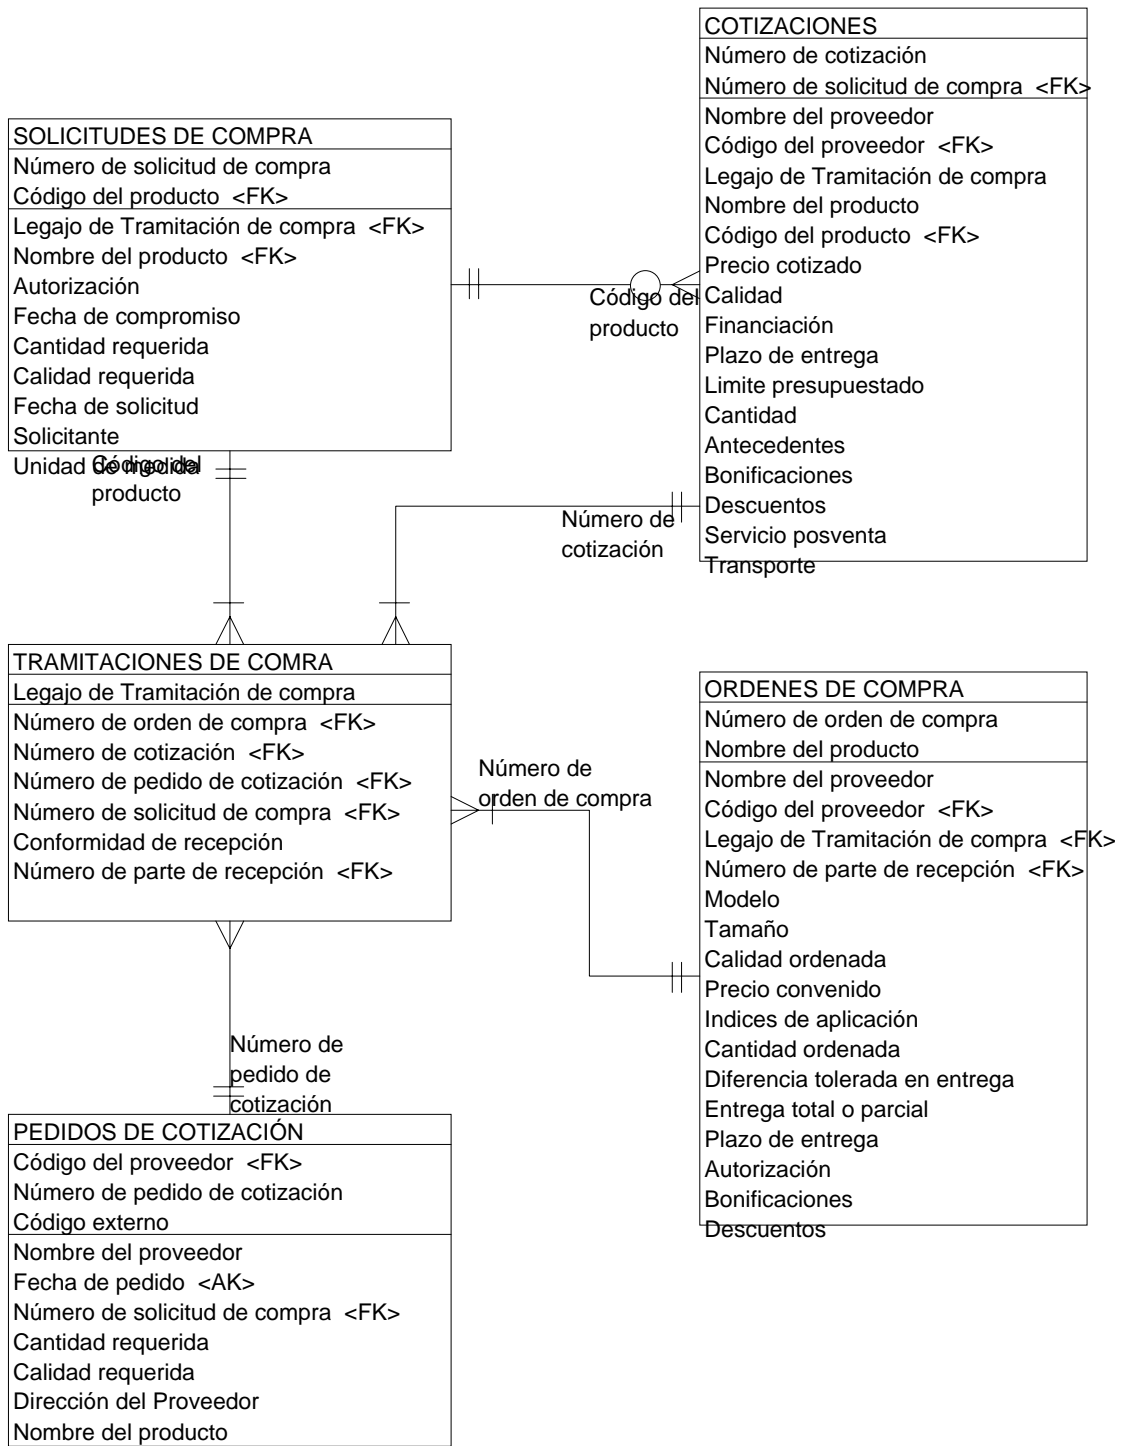 COTIZACIONES
Número de cotización
Número de solicitud de compra <FK>
Nombre del proveedor
Código del proveedor <FK>
Legajo de Tramitación de compra
Nombre del producto
Código del producto <FK>
Precio cotizado
Calidad
Financiación
Plazo de entrega
Limite presupuestado
Cantidad
Antecedentes
Bonificaciones
Descuentos
Servicio posventa
Transporte
SOLICITUDES DE COMPRA
Número de solicitud de compra
Código del producto <FK>
Legajo de Tramitación de compra <FK>
Nombre del producto <FK>
Autorización
Fecha de compromiso
Cantidad requerida
Calidad requerida
Fecha de solicitud
Solicitante
Unidad de medida
Código del
producto
Código del
producto
Número de
cotización
TRAMITACIONES DE COMRA
Legajo de Tramitación de compra
Número de orden de compra <FK>
Número de cotización <FK>
Número de pedido de cotización <FK>
Número de solicitud de compra <FK>
Conformidad de recepción
Número de parte de recepción <FK>
Número de
orden de compra
ORDENES DE COMPRA
Número de orden de compra
Nombre del producto
Nombre del proveedor
Código del proveedor <FK>
Legajo de Tramitación de compra <FK>
Número de parte de recepción <FK>
Modelo
Tamaño
Calidad ordenada
Precio convenido
Indices de aplicación
Cantidad ordenada
Diferencia tolerada en entrega
Entrega total o parcial
Plazo de entrega
Autorización
Bonificaciones
Descuentos
Número de
pedido de
cotización
PEDIDOS DE COTIZACIÓN
Código del proveedor <FK>
Número de pedido de cotización
Código externo
Nombre del proveedor
Fecha de pedido <AK>
Número de solicitud de compra <FK>
Cantidad requerida
Calidad requerida
Dirección del Proveedor
Nombre del producto